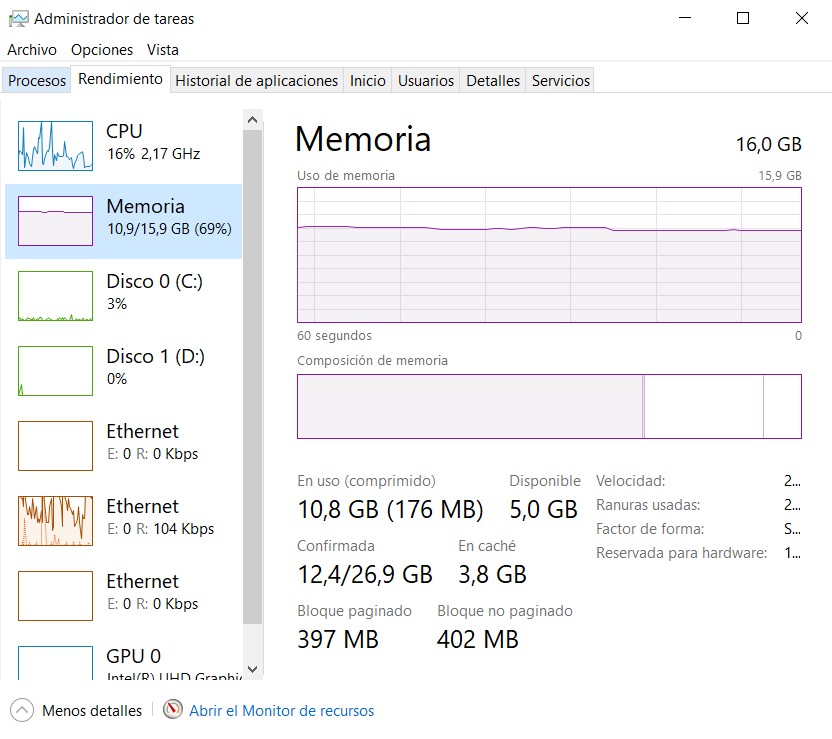 Administrador de tareas
Archivo Opciones Vista
Procesos Rendimiento Historial de aplicaciones Inicio Usuarios Detalles Servicios
CPU
16% 2,17 GHz
Memoria
10,9/15,9 GB (69%)
Disco 0 (C:)
3%
Disco 1 (D:)
0%
Ethernet
E: 0 R: 0 Kbps
Ethernet
E: 0 R: 104 Kbps
Ethernet
E: 0 R: 0 Kbps
GPU 0
Intel(R) UHD Graphic
Memoria 16,0 GB
Uso de memoria 15,9 GB
60 segundos 0
Composición de memoria
En uso (comprimido) Disponible
10,8 GB (176 MB) 5,0 GB
Confirmada En caché
12,4/26,9 GB 3,8 GB
Bloque paginado Bloque no paginado
397 MB 402 MB
Velocidad: 2...
Ranuras usadas: 2...
Factor de forma: S...
Reservada para hardware: 1...
Menos detalles Abrir el Monitor de recursos